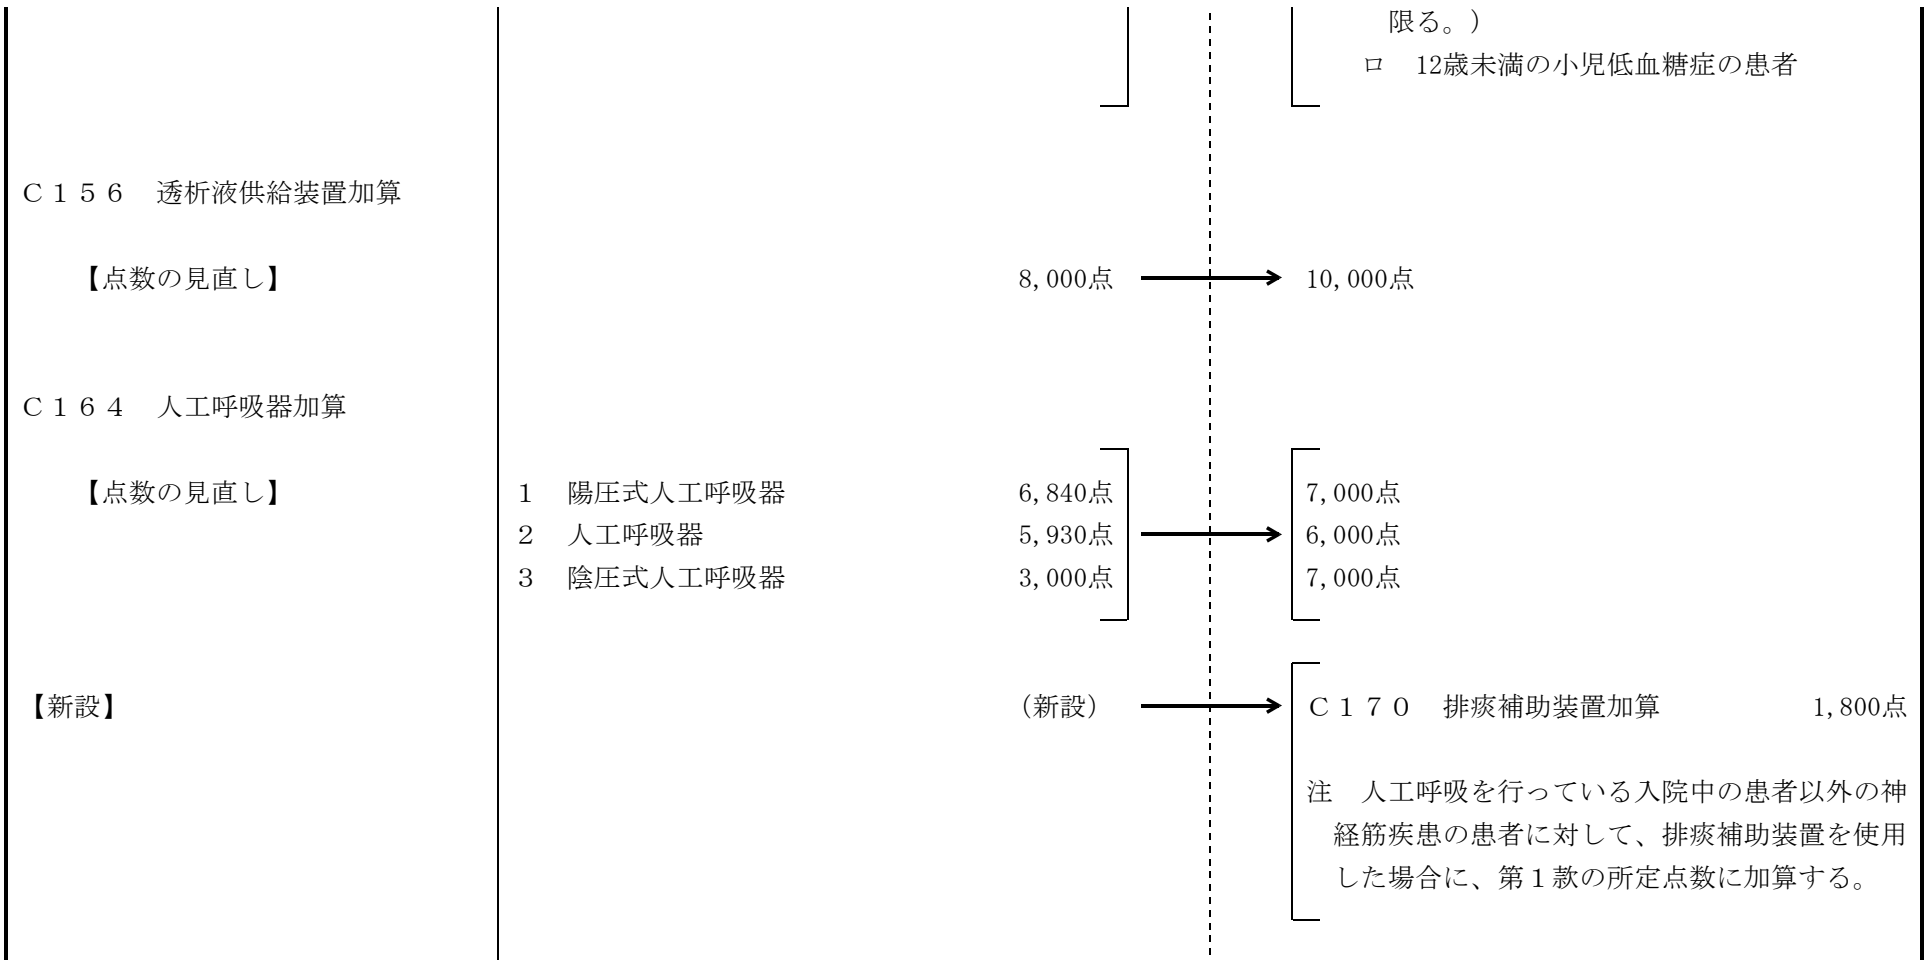 限る。）
ロ　12歳未満の小児低血糖症の患者
Ｃ１５６　透析液供給装置加算
【点数の見直し】　8,000点　10,000点
Ｃ１６４　人工呼吸器加算
【点数の見直し】　１　陽圧式人工呼吸器　6,840点　7,000点
２　人工呼吸器　5,930点　6,000点
３　陰圧式人工呼吸器　3,000点　7,000点
【新設】　（新設）　Ｃ１７０　排痰補助装置加算　1,800点
注　人工呼吸を行っている入院中の患者以外の神
経筋疾患の患者に対して、排痰補助装置を使用
した場合に、第１款の所定点数に加算する。